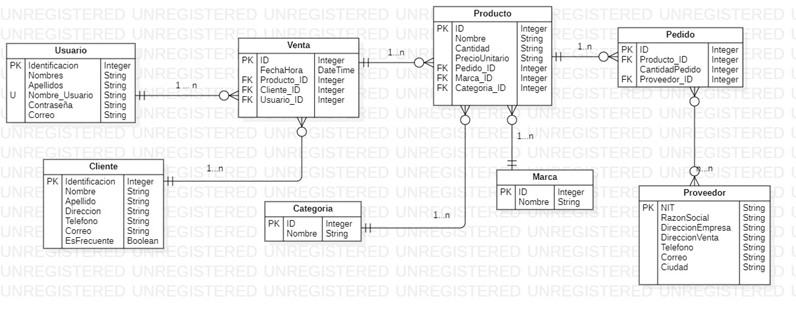 UNREGISTERED UNREGISTERED UNREGISTERED UNREGISTERED UNREGISTERED UNREGISTERED
Usuario
PK Identificacion Integer
Nombres String
Apellidos String
U Nombre_Usuario String
Contraseña String
Correo String
1... n
Venta
PK ID Integer
FechaHora DateTime
FK Producto_ID Integer
FK Cliente_ID Integer
FK Usuario_ID Integer
1...n
Producto
PK ID Integer
Nombre String
Cantidad String
PrecioUnitario String
FK Pedido_ID Integer
FK Marca_ID Integer
FK Categoria_ID Integer
1...n
Pedido
PK ID Integer
FK Producto_ID Integer
CantidadPedido Integer
FK Proveedor_ID Integer
Cliente
PK Identificacion Integer
Nombre String
Apellido String
Direccion String
Telefono String
Correo String
EsFrecuente Boolean
1...n
Categoria
PK ID Integer
Nombre String
1...n
Marca
PK ID Integer
Nombre String
1...n
n...n
Proveedor
PK NIT String
RazonSocial String
DireccionEmpresa String
DireccionVenta String
Telefono String
Correo String
Ciudad String